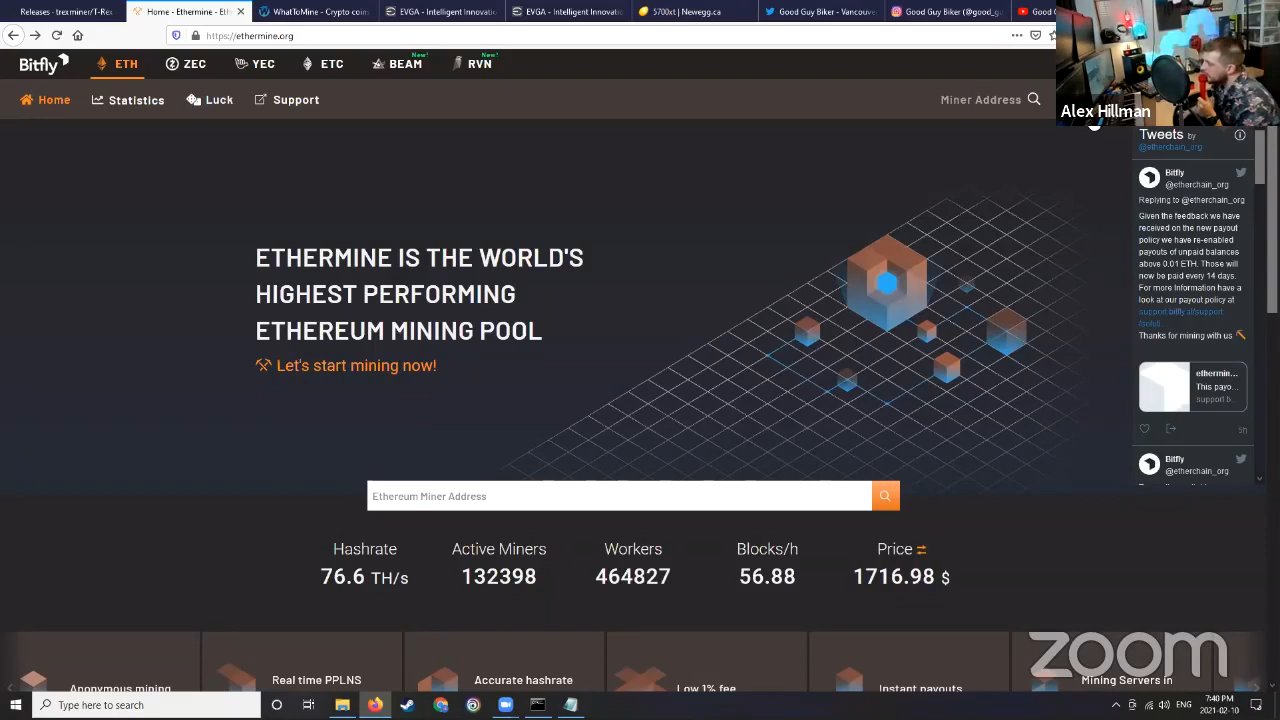 Releases · trexminer/T-Rex
Home - Ethermine - Ethere
WhatToMine - Crypto coin
EVGA - Intelligent Innovatio
EVGA - Intelligent Innovatio
5700xt | Newegg.ca
Good Guy Biker - Vancouv
Good Guy Biker (@good_g
Good G
https://ethermine.org
Bitfly
ETH
ZEC
YEC
ETC
BEAM New!
RVN New!
Home
Statistics
Luck
Support
Miner Address
Alex Hillman
Tweets by
@etherchain_org
Bitfly
@etherchain_org
Replying to @etherchain_org
Given the feedback we have
received on the new payout
policy we have re-enabled
payouts of unpaid balances
above 0.01 ETH. Those will
now be paid every 14 days.
For more Information have a
look at our payout policy at
support.bitfly.at/support
/soluti…
Thanks for mining with us
ethermin...
This payo...
support.b...
5h
Bitfly
@etherchain_org
ETHERMINE IS THE WORLD'S
HIGHEST PERFORMING
ETHEREUM MINING POOL
Let's start mining now!
Ethereum Miner Address
Hashrate
76.6 TH/s
Active Miners
132398
Workers
464827
Blocks/h
56.88
Price
1716.98 $
Anonymous mining
Real time PPLNS
Accurate hashrate
Low 1% fee
Instant payouts
Mining Servers in
zoom
Type here to search
ENG
7:40 PM
2021-02-10